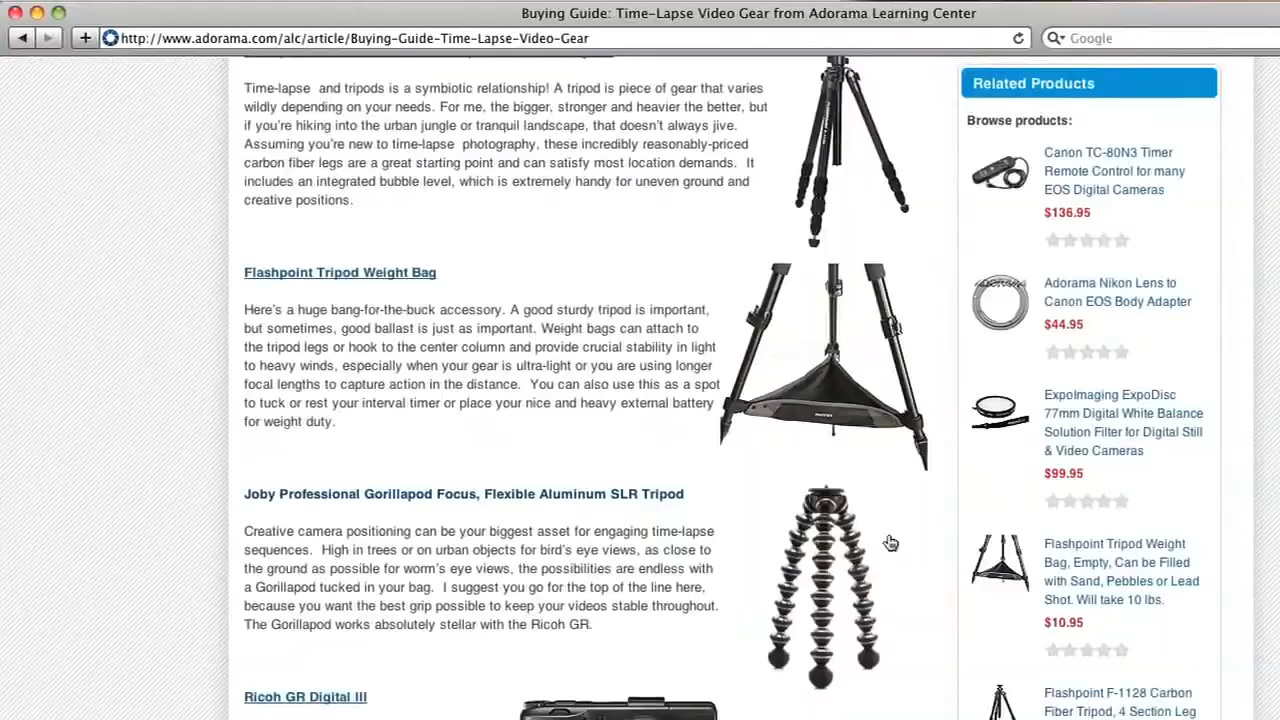 Buying Guide: Time-Lapse Video Gear from Adorama Learning Center
http://www.adorama.com/alc/article/Buying-Guide-Time-Lapse-Video-Gear
Google
Time-lapse and tripods is a symbiotic relationship! A tripod is piece of gear that varies
wildly depending on your needs. For me, the bigger, stronger and heavier the better, but
if you're hiking into the urban jungle or tranquil landscape, that doesn't always jive.
Assuming you're new to time-lapse photography, these incredibly reasonably-priced
carbon fiber legs are a great starting point and can satisfy most location demands. It
includes an integrated bubble level, which is extremely handy for uneven ground and
creative positions.
Flashpoint Tripod Weight Bag
Here's a huge bang-for-the-buck accessory. A good sturdy tripod is important,
but sometimes, good ballast is just as important. Weight bags can attach to
the tripod legs or hook to the center column and provide crucial stability in light
to heavy winds, especially when your gear is ultra-light or you are using longer
focal lengths to capture action in the distance. You can also use this as a spot
to tuck or rest your interval timer or place your nice and heavy external battery
for weight duty.
Joby Professional Gorillapod Focus, Flexible Aluminum SLR Tripod
Creative camera positioning can be your biggest asset for engaging time-lapse
sequences. High in trees or on urban objects for bird's eye views, as close to
the ground as possible for worm's eye views, the possibilities are endless with
a Gorillapod tucked in your bag. I suggest you go for the top of the line here,
because you want the best grip possible to keep your videos stable throughout.
The Gorillapod works absolutely stellar with the Ricoh GR.
Ricoh GR Digital III
Related Products
Browse products:
Canon TC-80N3 Timer
Remote Control for many
EOS Digital Cameras
$136.95
Adorama Nikon Lens to
Canon EOS Body Adapter
$44.95
ExpoImaging ExpoDisc
77mm Digital White Balance
Solution Filter for Digital Still
& Video Cameras
$99.95
Flashpoint Tripod Weight
Bag, Empty, Can be Filled
with Sand, Pebbles or Lead
Shot. Will take 10 lbs.
$10.95
Flashpoint F-1128 Carbon
Fiber Tripod, 4 Section Leg